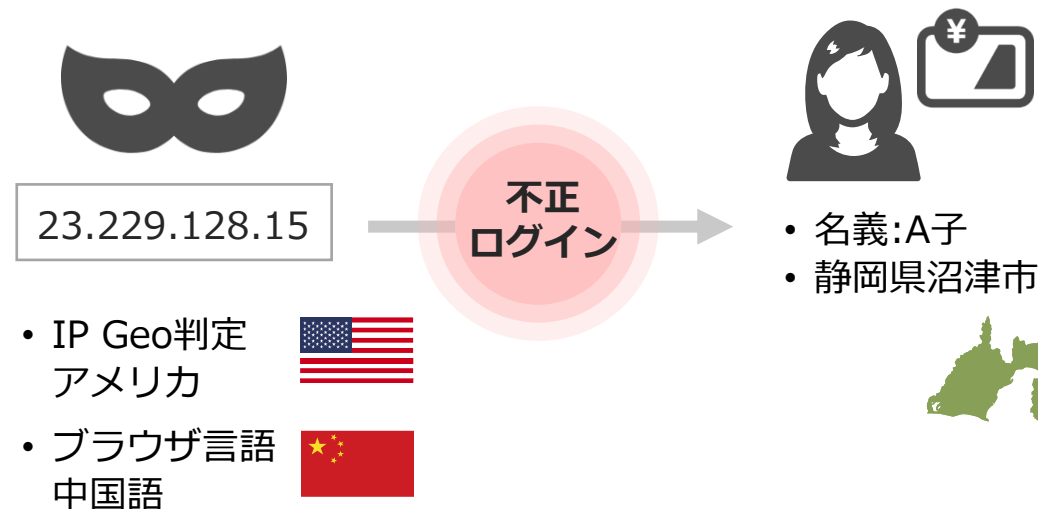 ¥
23.229.128.15
不正
ログイン
• 名義:A子
• 静岡県沼津市
• IP Geo判定
アメリカ
• ブラウザ言語
中国語